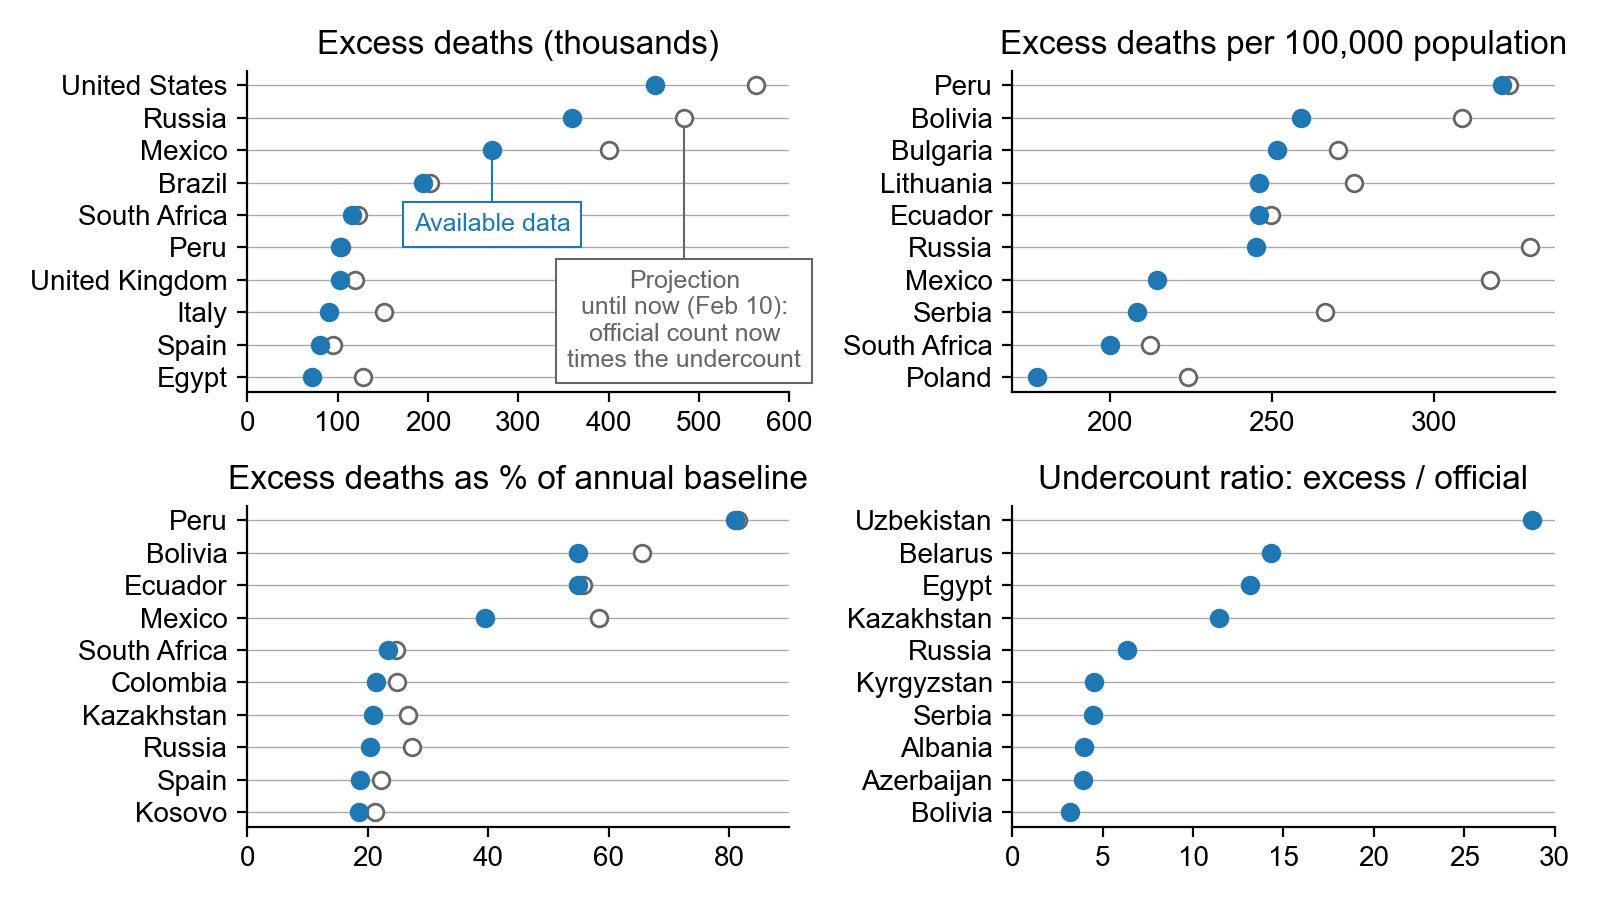 Excess deaths (thousands)
United States
Russia
Mexico
Brazil
South Africa
Peru
United Kingdom
Italy
Spain
Egypt
Available data
Projection
until now (Feb 10):
official count now
times the undercount
0 100 200 300 400 500 600
Excess deaths per 100,000 population
Peru
Bolivia
Bulgaria
Lithuania
Ecuador
Russia
Mexico
Serbia
South Africa
Poland
200 250 300
Excess deaths as % of annual baseline
Peru
Bolivia
Ecuador
Mexico
South Africa
Colombia
Kazakhstan
Russia
Spain
Kosovo
0 20 40 60 80
Undercount ratio: excess / official
Uzbekistan
Belarus
Egypt
Kazakhstan
Russia
Kyrgyzstan
Serbia
Albania
Azerbaijan
Bolivia
0 5 10 15 20 25 30